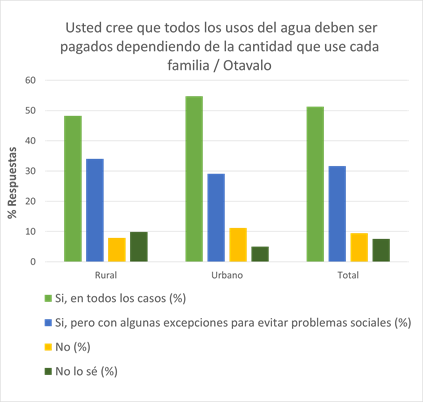 Usted cree que todos los usos del agua deben ser
pagados dependiendo de la cantidad que use cada
familia / Otavalo
% Respuestas
60
50
40
30
20
10
0
Rural
Urbano
Total
Si, en todos los casos (%)
Si, pero con algunas excepciones para evitar problemas sociales (%)
No (%)
No lo sé (%)